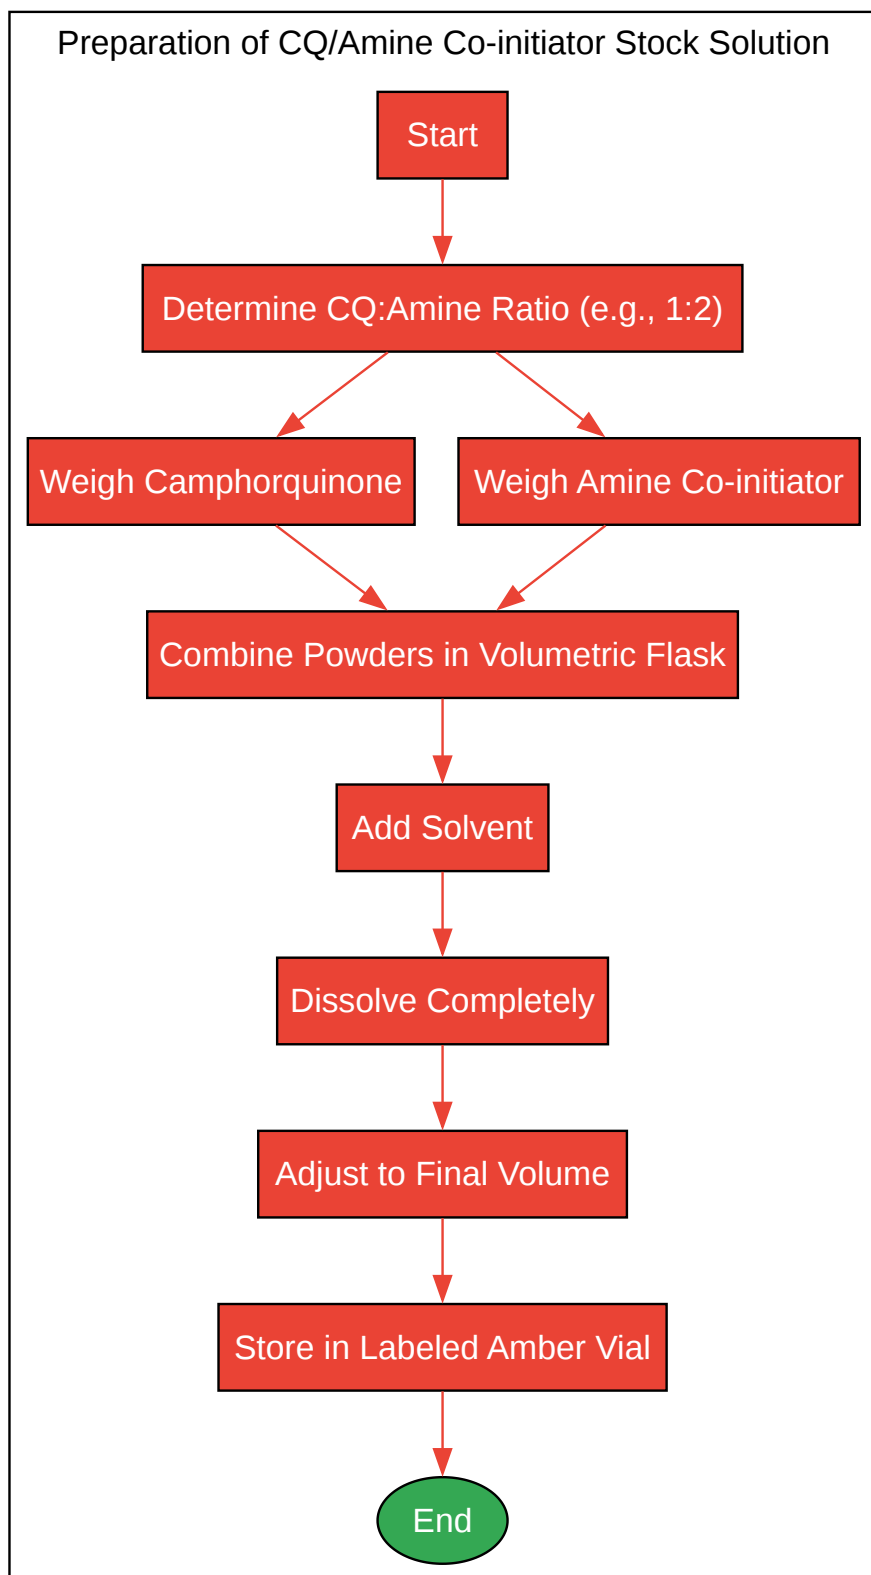 Preparation of CQ/Amine Co-initiator Stock Solution
Start
Determine CQ:Amine Ratio (e.g., 1:2)
Weigh Camphorquinone
Weigh Amine Co-initiator
Combine Powders in Volumetric Flask
Add Solvent
Dissolve Completely
Adjust to Final Volume
Store in Labeled Amber Vial
End